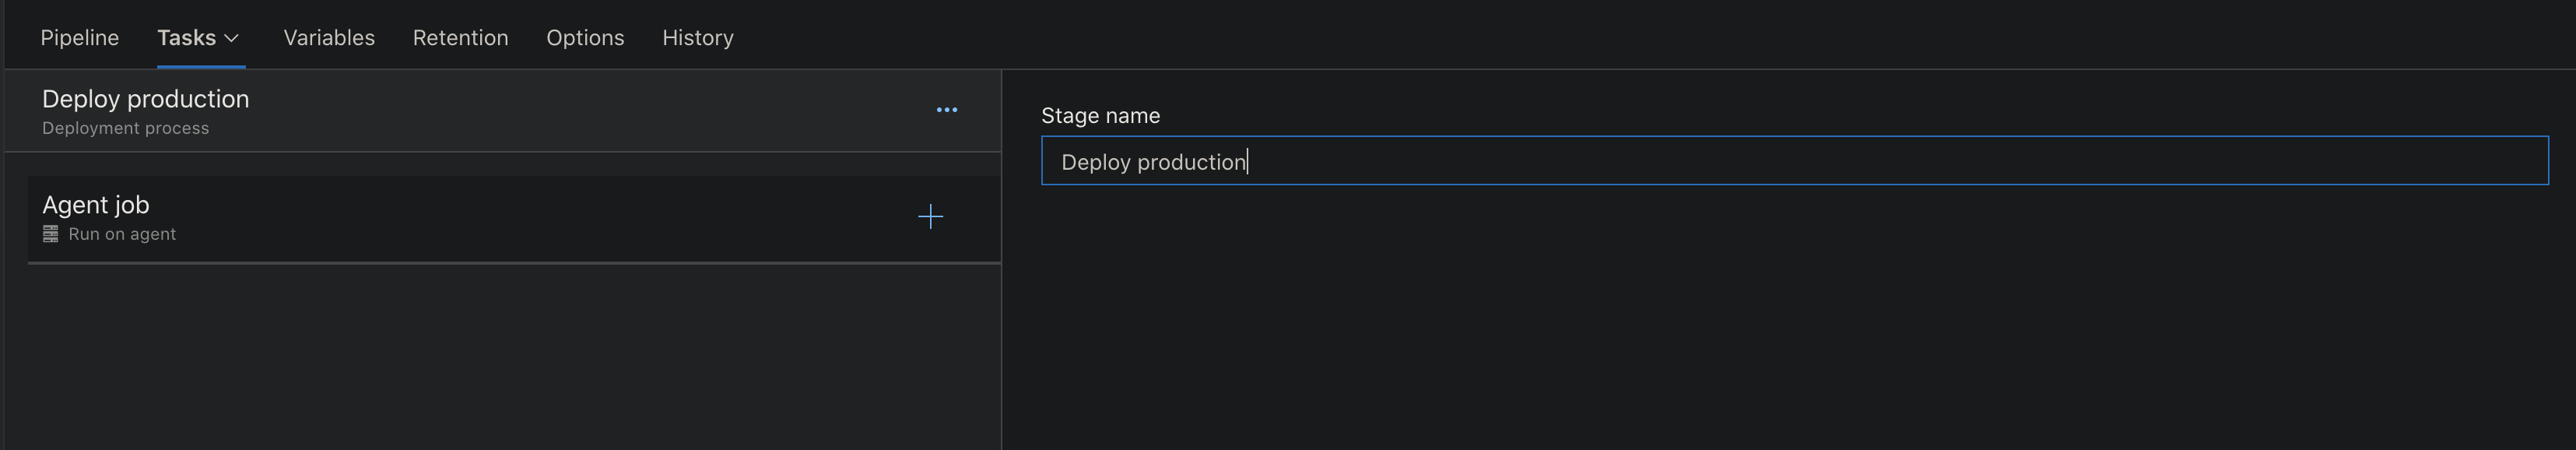 Pipeline Tasks Variables Retention Options History
Deploy production
Deployment process
Agent job
Run on agent
Stage name
Deploy production